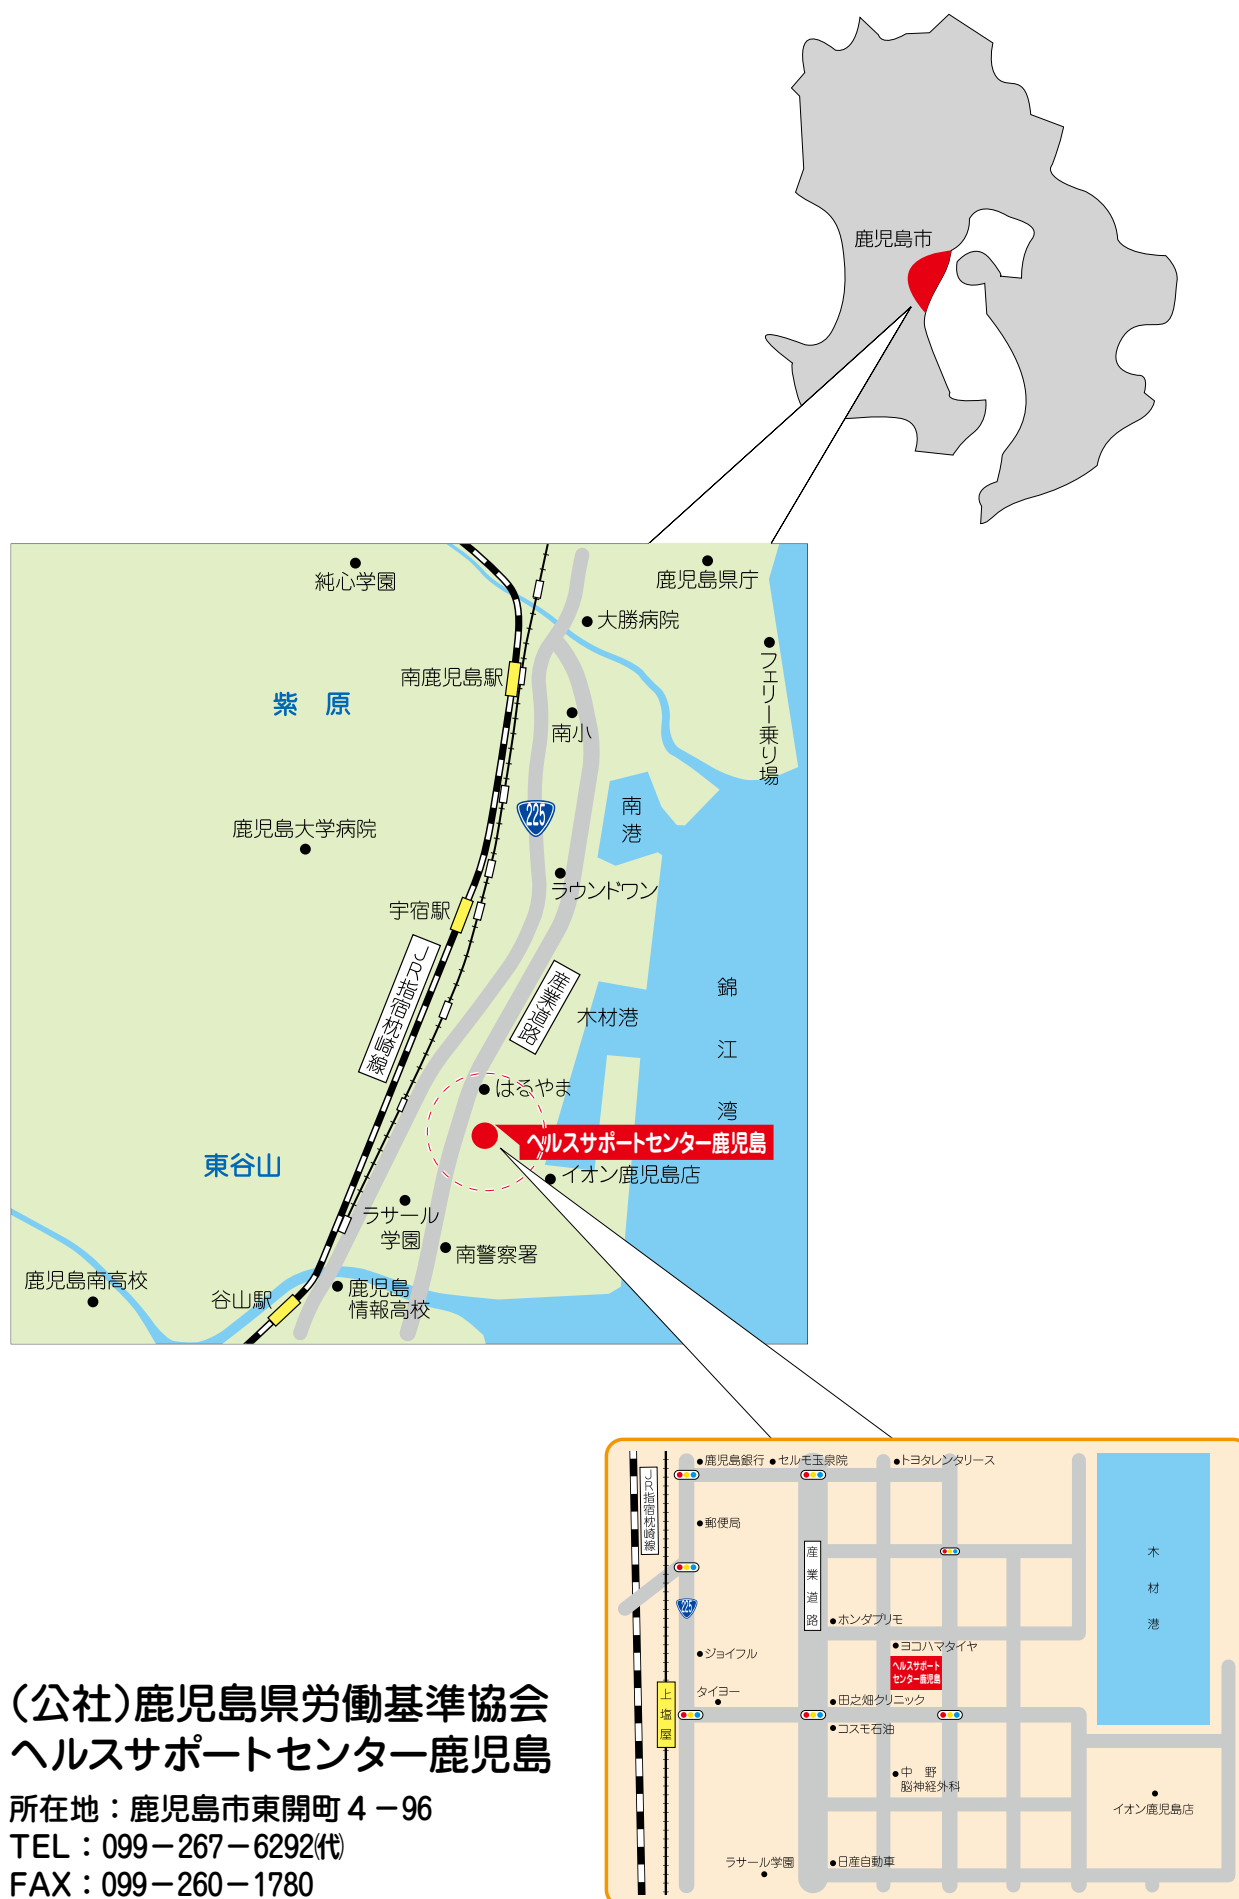 鹿児島市
純心学園
鹿児島県庁
大勝病院
フェリー乗り場
南鹿児島駅
紫 原
南小
225
南港
鹿児島大学病院
ラウンドワン
宇宿駅
JR指宿枕崎線
産業道路
木材港
錦江湾
はるやま
ヘルスサポートセンター鹿児島
東谷山
イオン鹿児島店
ラサール
学園
南警察署
鹿児島南高校
谷山駅
鹿児島
情報高校
鹿児島銀行
セルモ玉泉院
トヨタレンタリース
JR指宿枕崎線
郵便局
産業道路
木材港
225
ホンダプリモ
ヨコハマタイヤ
ジョイフル
ヘルスサポート
センター鹿児島
タイヨー
上塩屋
田之畑クリニック
コスモ石油
中 野
脳神経外科
イオン鹿児島店
ラサール学園
日産自動車
(公社)鹿児島県労働基準協会
ヘルスサポートセンター鹿児島
所在地:鹿児島市東開町4-96
TEL:099-267-6292㈹
FAX:099-260-1780